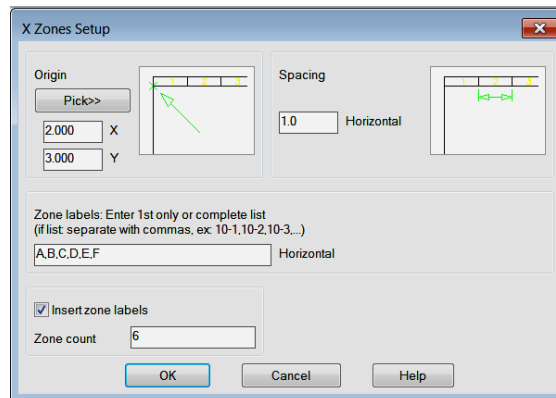 X Zones Setup
Origin
Pick>>
2.000 X
3.000 Y
1 2 3
Spacing
1.0 Horizontal
1 2 3
Zone labels: Enter 1st only or complete list
(if list: separate with commas, ex: 10-1,10-2,10-3,...)
A,B,C,D,E,F Horizontal
Insert zone labels
Zone count 6
OK Cancel Help